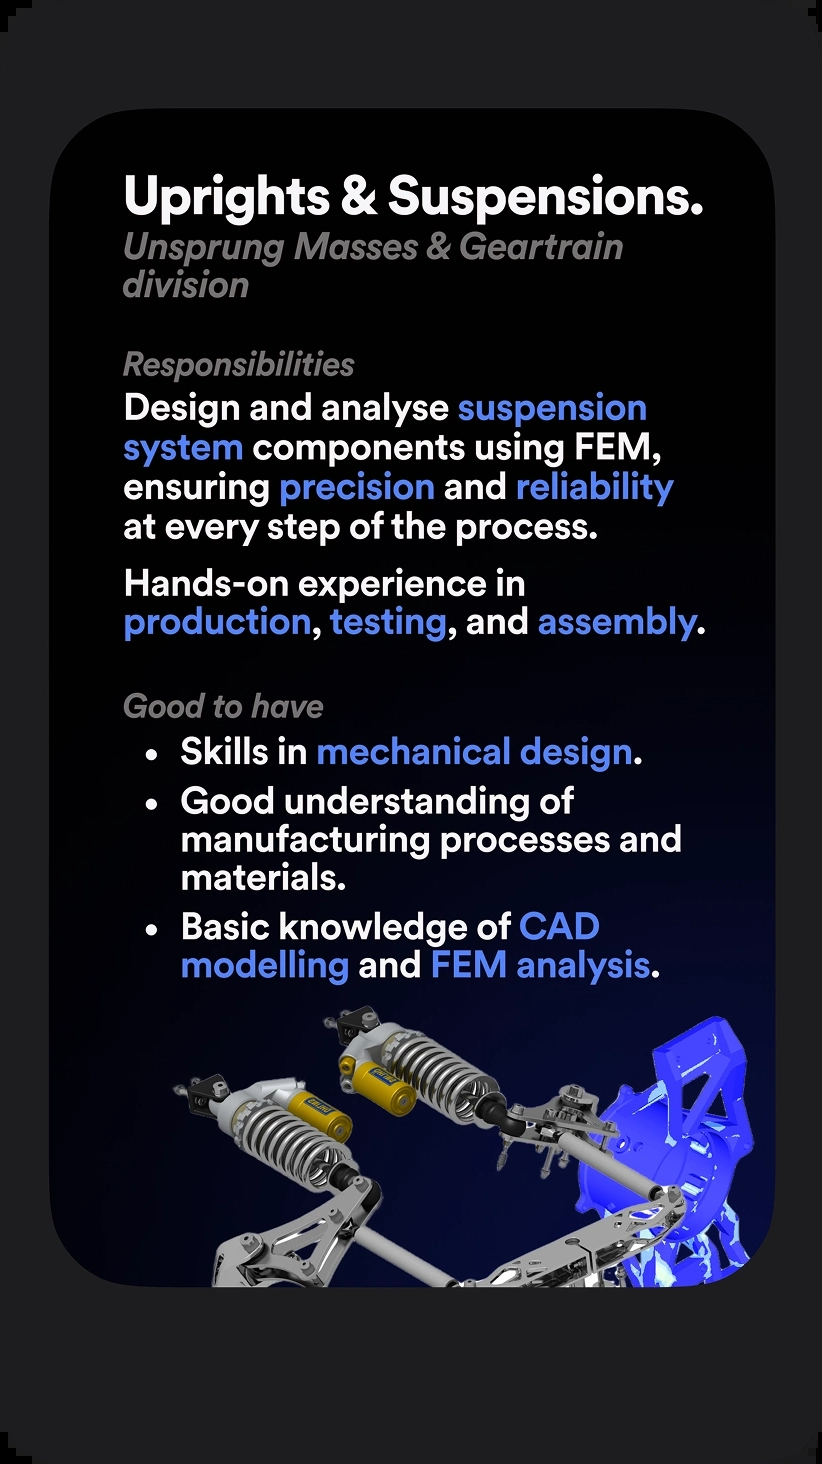 Uprights & Suspensions.
Unsprung Masses & Geartrain
division
Responsibilities
Design and analyse suspension
system components using FEM,
ensuring precision and reliability
at every step of the process.
Hands-on experience in
production, testing, and assembly.
Good to have
• Skills in mechanical design.
• Good understanding of
manufacturing processes and
materials.
• Basic knowledge of CAD
modelling and FEM analysis.